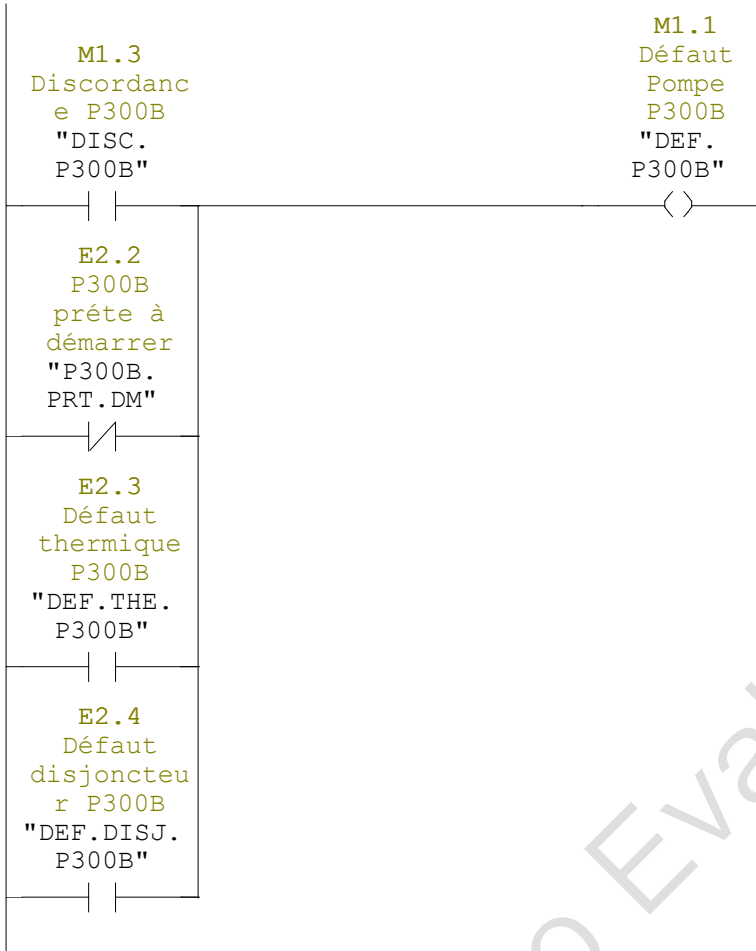 M1.3
Discordanc
e P300B
"DISC.
P300B"
M1.1
Défaut
Pompe
P300B
"DEF.
P300B"
E2.2
P300B
préte à
démarrer
"P300B.
PRT.DM"
E2.3
Défaut
thermique
P300B
"DEF.THE.
P300B"
E2.4
Défaut
disjoncteu
r P300B
"DEF.DISJ.
P300B"